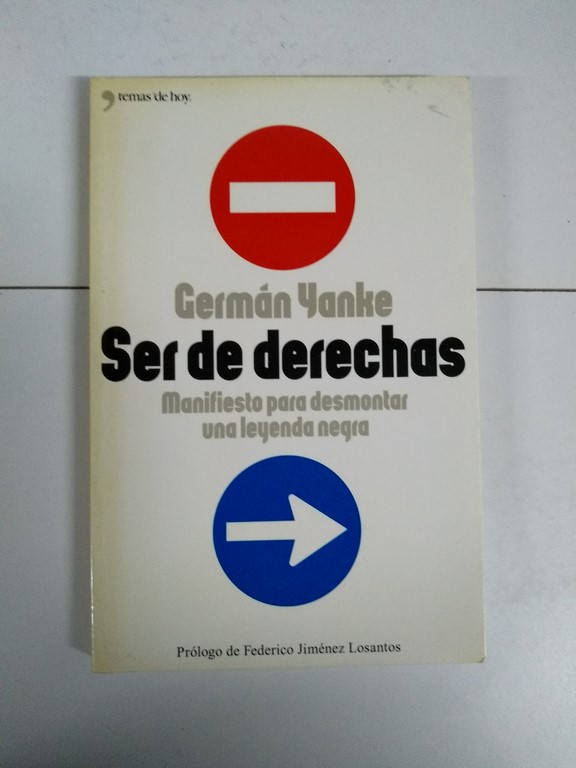 temas de hoy.
Germán Yanke
Ser de derechas
Manifiesto para desmontar
una leyenda negra
Prólogo de Federico Jiménez Losantos